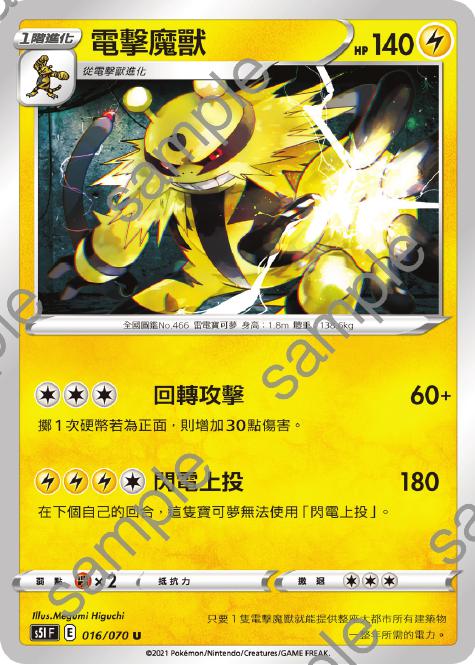 1階進化
電擊魔獸
HP 140
從電擊獸進化
全國圖鑑No.466 雷電寶可夢 身高：1.8m 體重：138.6kg
回轉攻擊 60+
擲1次硬幣若為正面，則增加30點傷害。
閃電上投 180
在下個自己的回合，這隻寶可夢無法使用「閃電上投」。
弱點 ×2 抵抗力 撤退
Illus.Megumi Higuchi
只要1隻電擊魔獸就能提供整座大都市所有建築物
一整年所需的電力。
s5I F E 016/070 U
©2021 Pokémon/Nintendo/Creatures/GAME FREAK.
sample
sample
sample
sample
sample
sample
sample